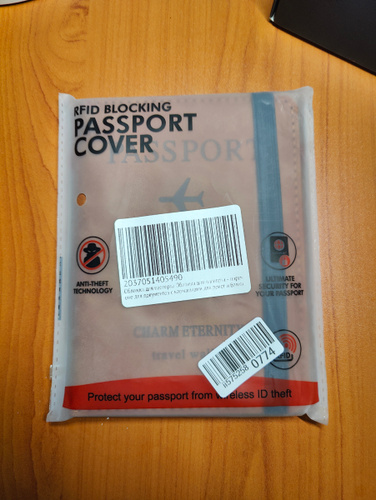 RFID BLOCKING
PASSPORT
COVER
PASSPORT
2037051405490
ANTI-THEFT
TECHNOLOGY
ULTIMATE
SECURITY FOR
YOUR PASSPORT
CHARM ETERNITY
travel
0774
Protect your passport from wireless ID theft